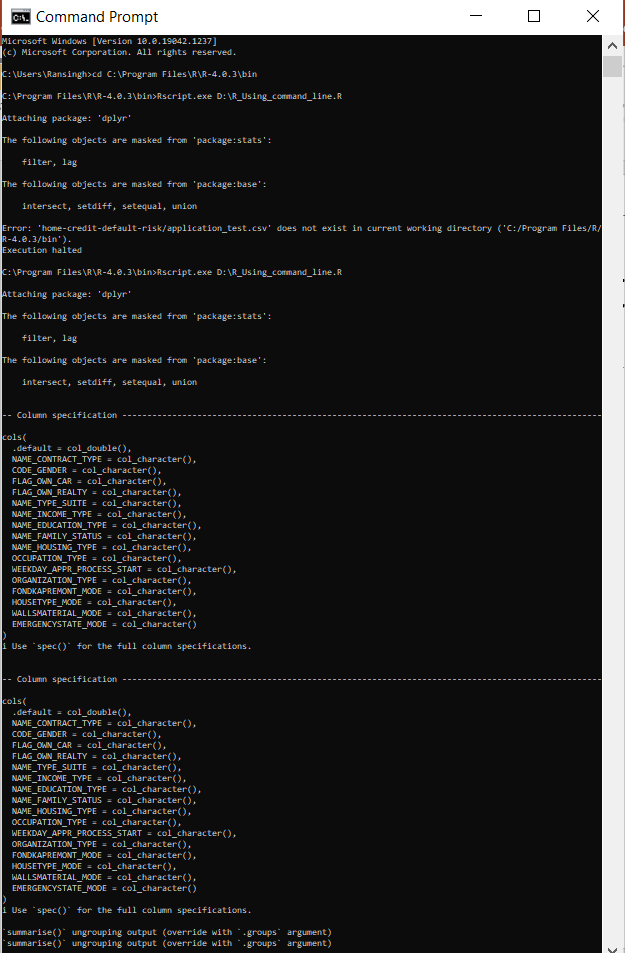 Command Prompt
Microsoft Windows [Version 10.0.19042.1237]
(c) Microsoft Corporation. All rights reserved.
C:\Users\Ransingh>cd C:\Program Files\R\R-4.0.3\bin
C:\Program Files\R\R-4.0.3\bin>Rscript.exe D:\R_Using_command_line.R
Attaching package: 'dplyr'
The following objects are masked from 'package:stats':
filter, lag
The following objects are masked from 'package:base':
intersect, setdiff, setequal, union
Error: 'home-credit-default-risk/application_test.csv' does not exist in current working directory ('C:/Program Files/R/
R-4.0.3/bin').
Execution halted
C:\Program Files\R\R-4.0.3\bin>Rscript.exe D:\R_Using_command_line.R
Attaching package: 'dplyr'
The following objects are masked from 'package:stats':
filter, lag
The following objects are masked from 'package:base':
intersect, setdiff, setequal, union
-- Column specification ------------------------------------------------------------------------------------------------
cols(
.default = col_double(),
NAME_CONTRACT_TYPE = col_character(),
CODE_GENDER = col_character(),
FLAG_OWN_CAR = col_character(),
FLAG_OWN_REALTY = col_character(),
NAME_TYPE_SUITE = col_character(),
NAME_INCOME_TYPE = col_character(),
NAME_EDUCATION_TYPE = col_character(),
NAME_FAMILY_STATUS = col_character(),
NAME_HOUSING_TYPE = col_character(),
OCCUPATION_TYPE = col_character(),
WEEKDAY_APPR_PROCESS_START = col_character(),
ORGANIZATION_TYPE = col_character(),
FONDKAPREMONT_MODE = col_character(),
HOUSETYPE_MODE = col_character(),
WALLSMATERIAL_MODE = col_character(),
EMERGENCYSTATE_MODE = col_character()
)
i Use `spec()` for the full column specifications.
-- Column specification ------------------------------------------------------------------------------------------------
cols(
.default = col_double(),
NAME_CONTRACT_TYPE = col_character(),
CODE_GENDER = col_character(),
FLAG_OWN_CAR = col_character(),
FLAG_OWN_REALTY = col_character(),
NAME_TYPE_SUITE = col_character(),
NAME_INCOME_TYPE = col_character(),
NAME_EDUCATION_TYPE = col_character(),
NAME_FAMILY_STATUS = col_character(),
NAME_HOUSING_TYPE = col_character(),
OCCUPATION_TYPE = col_character(),
WEEKDAY_APPR_PROCESS_START = col_character(),
ORGANIZATION_TYPE = col_character(),
FONDKAPREMONT_MODE = col_character(),
HOUSETYPE_MODE = col_character(),
WALLSMATERIAL_MODE = col_character(),
EMERGENCYSTATE_MODE = col_character()
)
i Use `spec()` for the full column specifications.
`summarise()` ungrouping output (override with `.groups` argument)
`summarise()` ungrouping output (override with `.groups` argument)